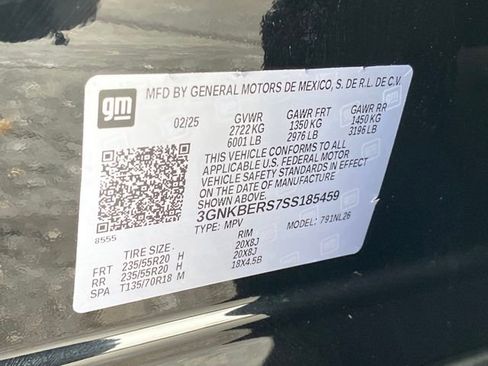 gm
MFD BY GENERAL MOTORS DE MEXICO, S. DE R.L. DE C.V.
02/25 GVWR GAWR FRT GAWR RR
2722 KG 1350 KG 1450 KG
6001 LB 2976 LB 3196 LB
THIS VEHICLE CONFORMS TO ALL
APPLICABLE U.S. FEDERAL MOTOR
VEHICLE SAFETY STANDARDS IN EFFECT
ON THE DATE OF MANUFACTURE SHOWN ABOVE.
3GNKBERS7SS185459
TYPE: MPV MODEL: 791NL26
8555
TIRE SIZE RIM
FRT 235/55R20 H 20X8J
RR 235/55R20 H 20X8J
SPA T135/70R18 M 18X4.5B